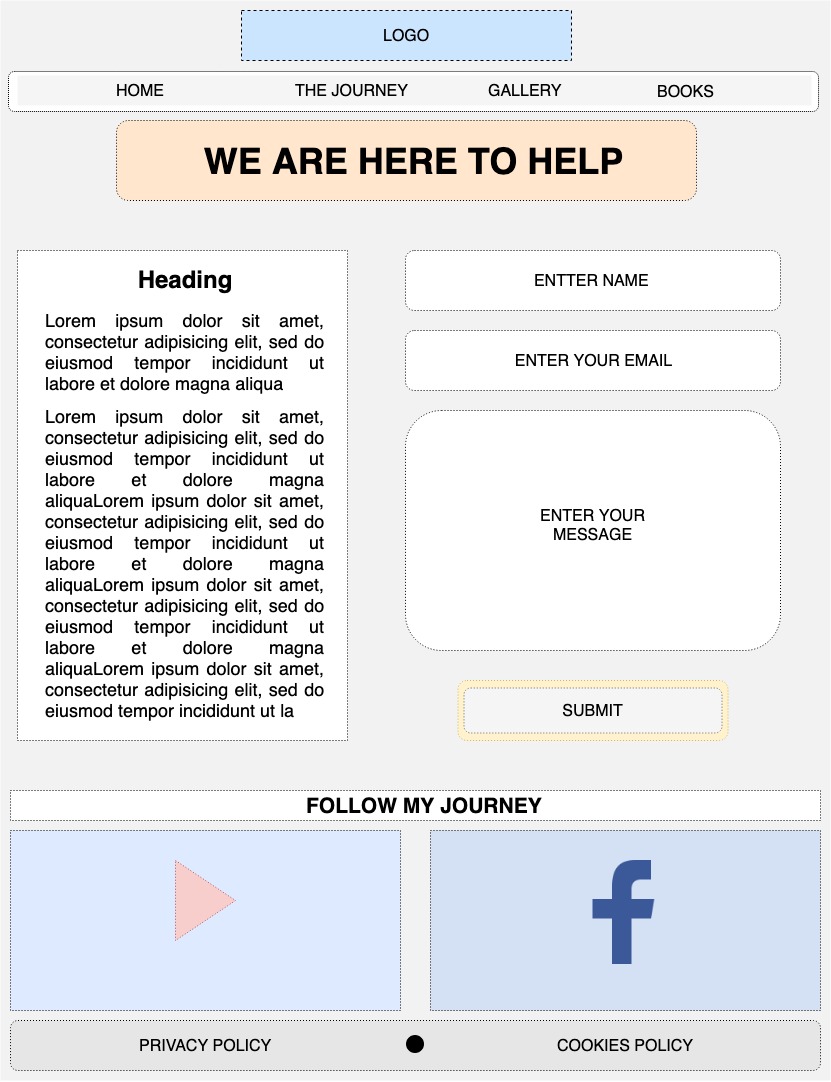 LOGO
HOME THE JOURNEY GALLERY BOOKS
WE ARE HERE TO HELP
Heading
Lorem ipsum dolor sit amet,
consectetur adipisicing elit, sed do
eiusmod tempor incididunt ut
labore et dolore magna aliqua
Lorem ipsum dolor sit amet,
consectetur adipisicing elit, sed do
eiusmod tempor incididunt ut
labore et dolore magna
aliquaLorem ipsum dolor sit amet,
consectetur adipisicing elit, sed do
eiusmod tempor incididunt ut
labore et dolore magna
aliquaLorem ipsum dolor sit amet,
consectetur adipisicing elit, sed do
eiusmod tempor incididunt ut
labore et dolore magna
aliquaLorem ipsum dolor sit amet,
consectetur adipisicing elit, sed do
eiusmod tempor incididunt ut la
ENTTER NAME
ENTER YOUR EMAIL
ENTER YOUR
MESSAGE
SUBMIT
FOLLOW MY JOURNEY
f
PRIVACY POLICY COOKIES POLICY